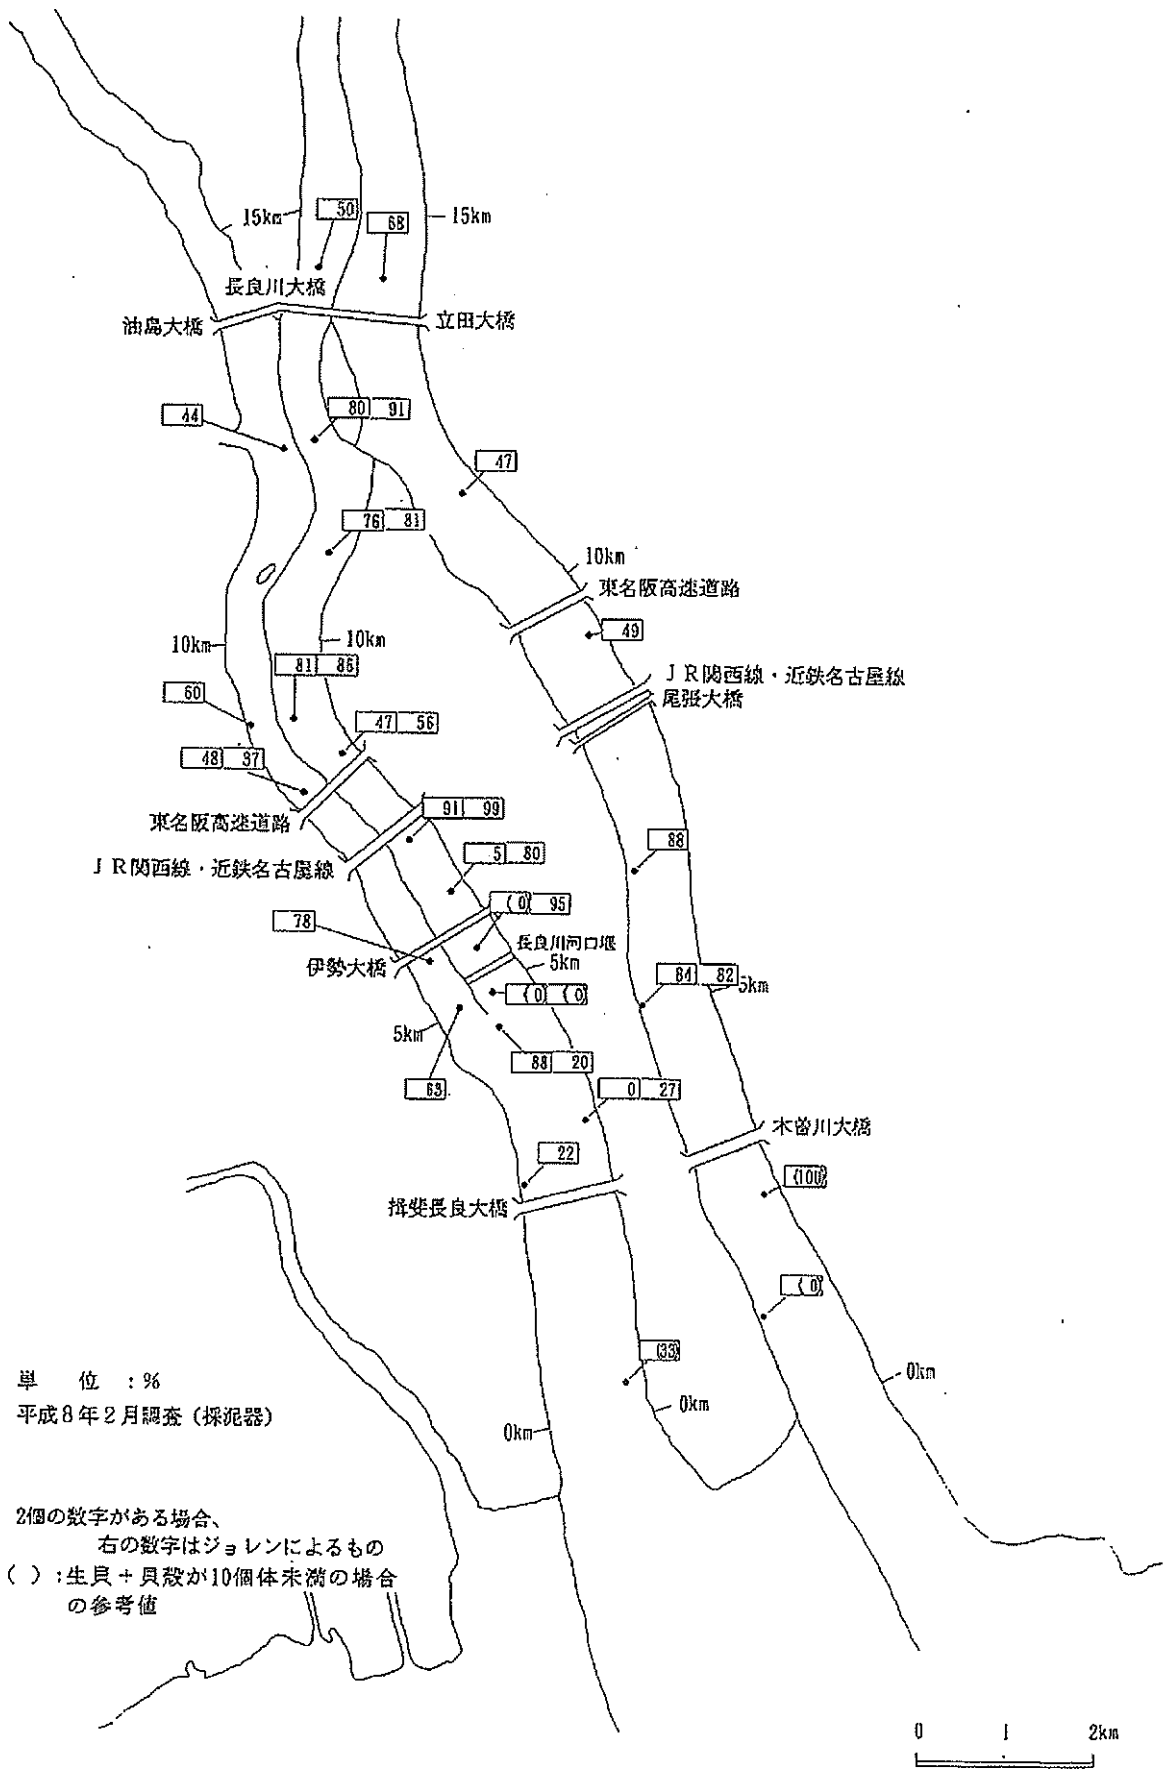 50
68
15km
15km
長良川大橋
油島大橋
立田大橋
44
80 91
47
76 81
10km
東名阪高速道路
49
10km
10km
81 86
60
ＪＲ関西線・近鉄名古屋線
尾張大橋
47 56
48 37
東名阪高速道路
91 99
ＪＲ関西線・近鉄名古屋線
5 80
88
(0) 95
78
長良川河口堰
伊勢大橋
5km
84 82
5km
(0) (0)
5km
88 20
63
0 27
木曽川大橋
22
(100)
揖斐長良大橋
(0)
(33)
0km
0km
0km
単 位 ：%
平成8年2月調査（採泥器）
2個の数字がある場合、
右の数字はジョレンによるもの
( ) :生貝＋貝殻が10個体未満の場合
の参考値
0 1 2km